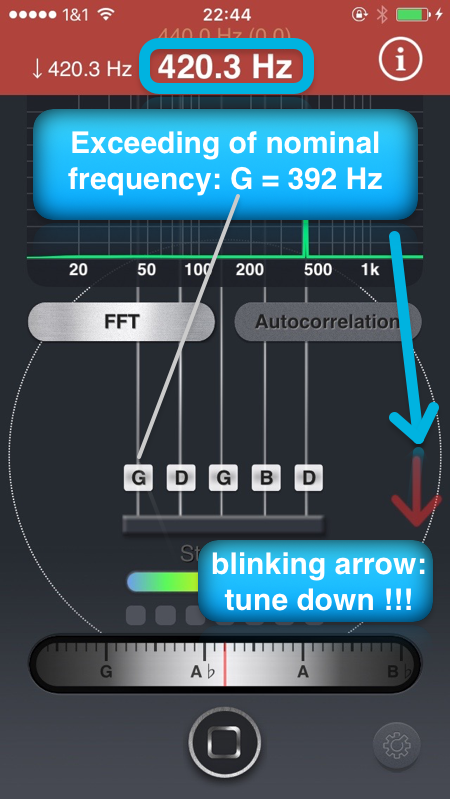 1&1 22:44
440.0 Hz (0.0)
↓420.3 Hz 420.3 Hz i
Exceeding of nominal
frequency: G = 392 Hz
20 50 100 200 500 1k
FFT Autocorrelation
G D G B D
blinking arrow:
tune down !!!
G A♭ A B♭